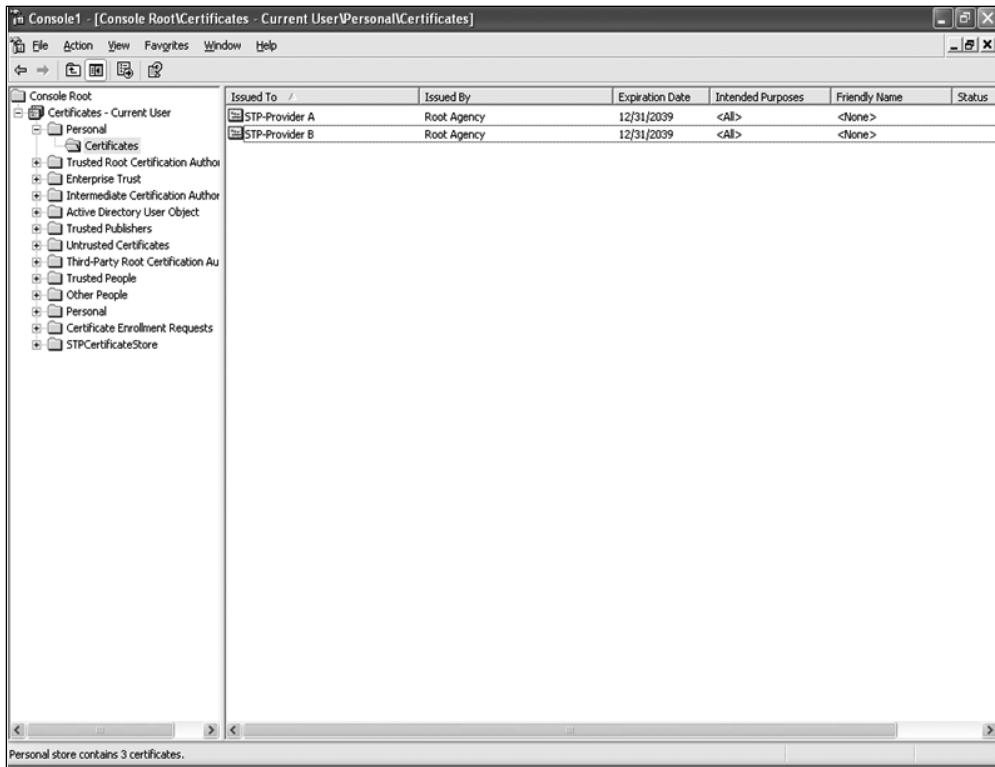 Console1 - [Console Root\Certificates - Current User\Personal\Certificates]
File Action View Favorites Window Help
Console Root
Certificates - Current User
Personal
Certificates
Trusted Root Certification Author
Enterprise Trust
Intermediate Certification Author
Active Directory User Object
Trusted Publishers
Untrusted Certificates
Third-Party Root Certification Au
Trusted People
Other People
Personal
Certificate Enrollment Requests
STPCertificateStore
Issued To Issued By Expiration Date Intended Purposes Friendly Name Status
STP-Provider A Root Agency 12/31/2039 <All> <None>
STP-Provider B Root Agency 12/31/2039 <All> <None>
Personal store contains 3 certificates.